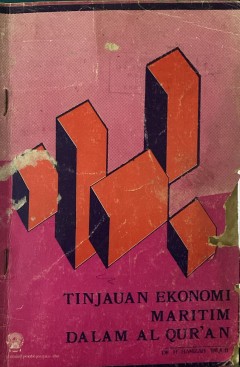 TINJAUAN EKONOMI
MARITIM
DALAM AL QUR'AN